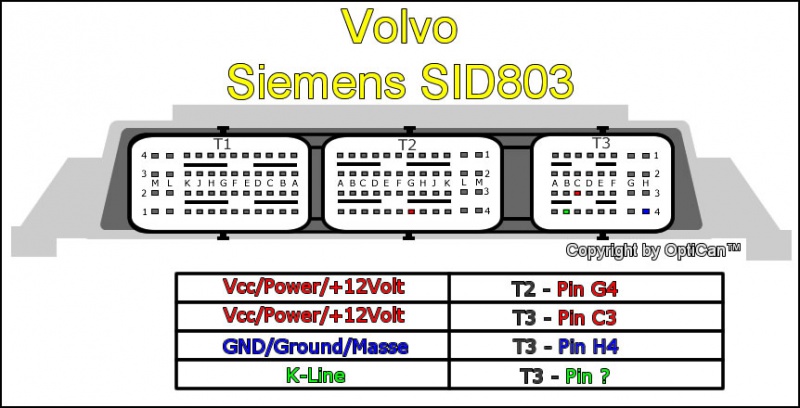 Volvo
Siemens SID803
T1 T2 T3
4 1 1
3 2 2
M L K J H G F E D C B A A B C D E F G H J K L M A B C D E F G H
2 3 3
1 4 4
Copyright by OptiCan™
Vcc/Power/+12Volt T2 - Pin G4
Vcc/Power/+12Volt T3 - Pin C3
GND/Ground/Masse T3 - Pin H4
K-Line T3 - Pin ?